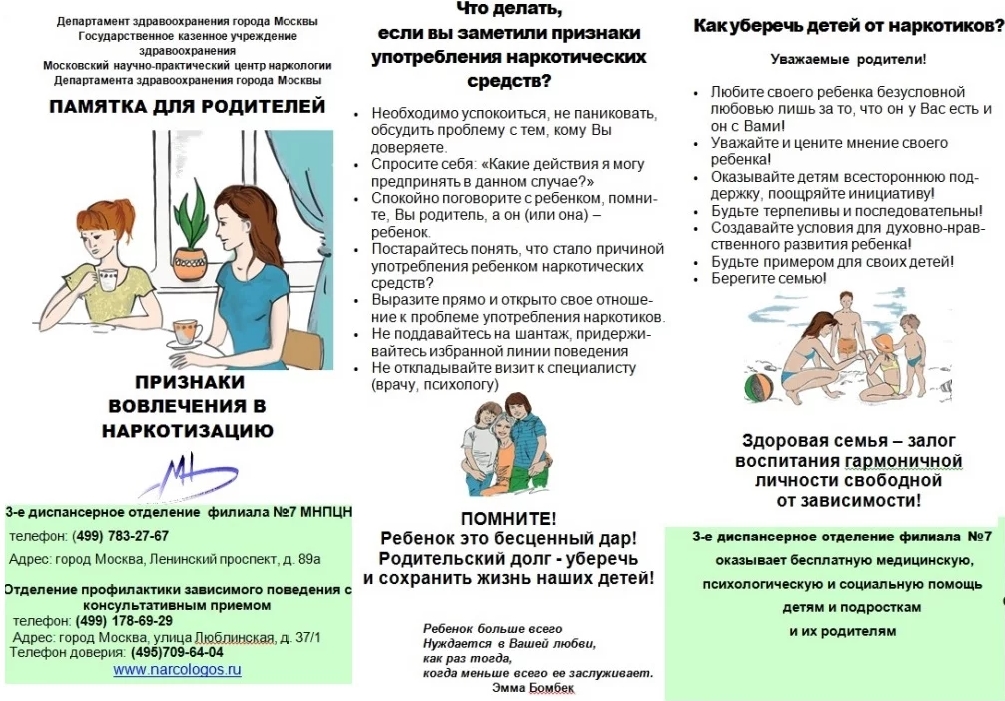 Департамент здравоохранения города Москвы
Государственное казенное учреждение
здравоохранения
Московский научно-практический центр наркологии
Департамента здравоохранения города Москвы
ПАМЯТКА ДЛЯ РОДИТЕЛЕЙ
ПРИЗНАКИ
ВОВЛЕЧЕНИЯ В
НАРКОТИЗАЦИЮ
3-е диспансерное отделение филиала №7 МНПЦН
телефон: (499) 783-27-67
Адрес: город Москва, Ленинский проспект, д. 89а
Отделение профилактики зависимого поведения с
консультативным приемом
телефон: (499) 178-69-29
Адрес: город Москва, улица Люблинская, д. 37/1
Телефон доверия: (495)709-64-04
www.narcologos.ru
Что делать,
если вы заметили признаки
употребления наркотических
средств?
• Необходимо успокоиться, не паниковать,
обсудить проблему с тем, кому Вы
доверяете.
• Спросите себя: «Какие действия я могу
предпринять в данном случае?»
• Спокойно поговорите с ребенком, помни-
те, Вы родитель, а он (или она) –
ребенок.
• Постарайтесь понять, что стало причиной
употребления ребенком наркотических
средств?
• Выразите прямо и открыто свое отноше-
ние к проблеме употребления наркотиков.
• Не поддавайтесь на шантаж, придержи-
вайтесь избранной линии поведения
• Не откладывайте визит к специалисту
(врачу, психологу)
ПОМНИТЕ!
Ребенок это бесценный дар!
Родительский долг - уберечь
и сохранить жизнь наших детей!
Ребенок больше всего
Нуждается в Вашей любви,
как раз тогда,
когда меньше всего ее заслуживает.
Эмма Бомбек
Как уберечь детей от наркотиков?
Уважаемые родители!
• Любите своего ребенка безусловной
любовью лишь за то, что он у Вас есть и
он с Вами!
• Уважайте и цените мнение своего
ребенка!
• Оказывайте детям всестороннюю под-
держку, поощряйте инициативу!
• Будьте терпеливы и последовательны!
• Создавайте условия для духовно-нрав-
ственного развития ребенка!
• Будьте примером для своих детей!
• Берегите семью!
Здоровая семья – залог
воспитания гармоничной
личности свободной
от зависимости!
3-е диспансерное отделение филиала №7
оказывает бесплатную медицинскую,
психологическую и социальную помощь
детям и подросткам
и их родителям